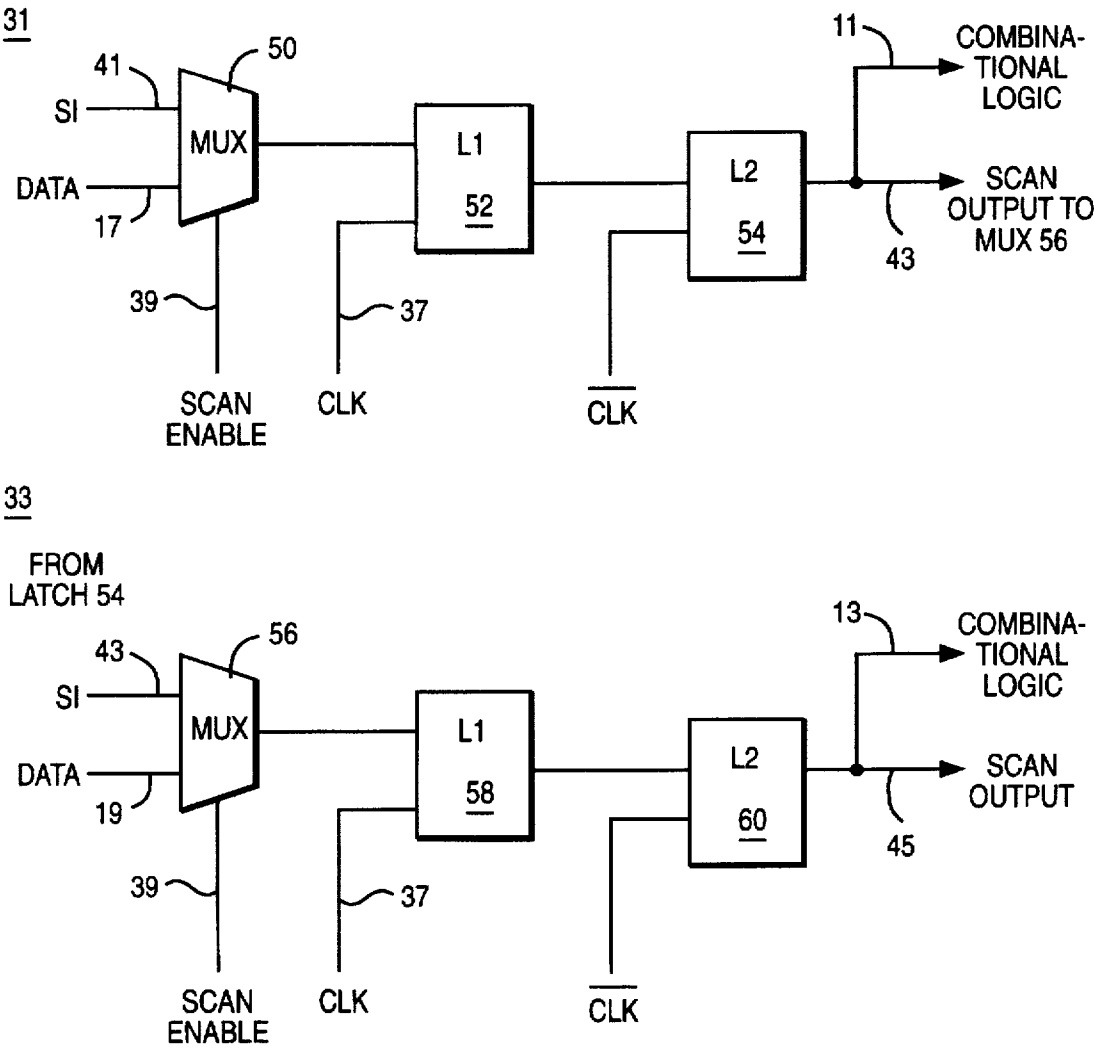 31
41
50
SI
MUX
DATA
17
39
SCAN
ENABLE
L1
52
37
CLK
L2
54
CLK
11
COMBINA-
TIONAL
LOGIC
SCAN
OUTPUT TO
MUX 56
43
33
FROM
LATCH 54
43
56
SI
MUX
DATA
19
39
SCAN
ENABLE
L1
58
37
CLK
L2
60
CLK
13
COMBINA-
TIONAL
LOGIC
SCAN
OUTPUT
45